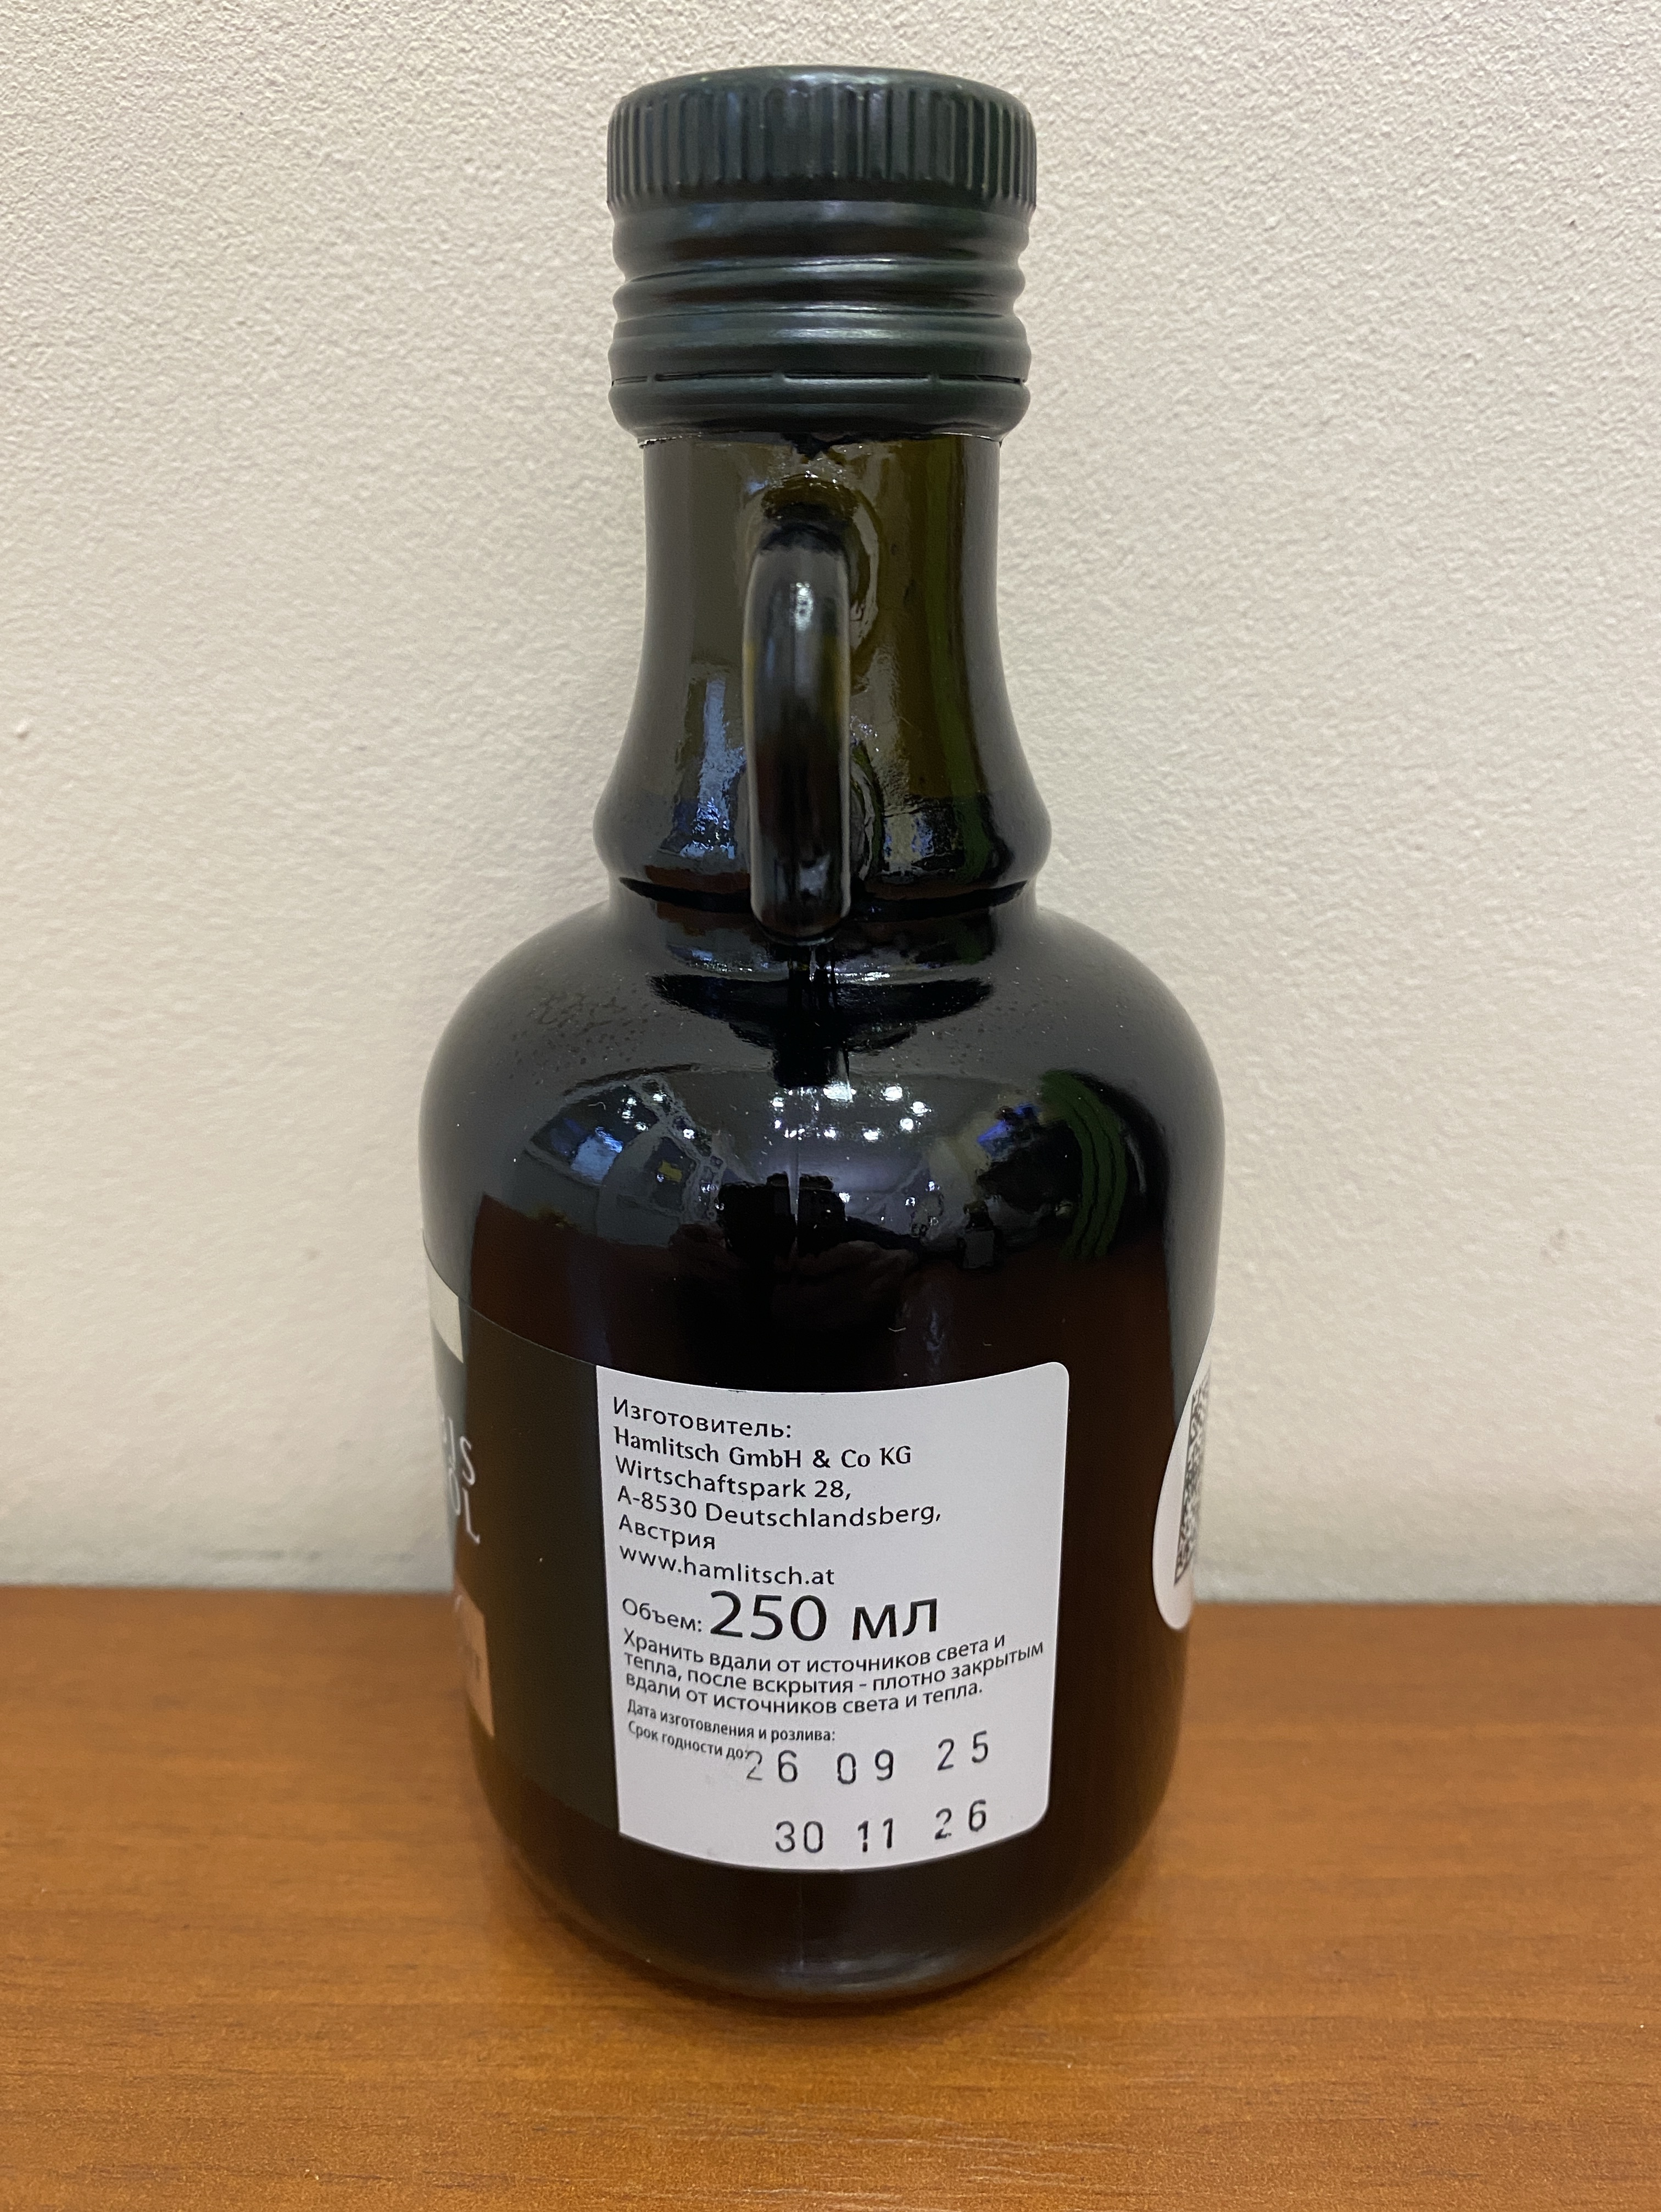 Изготовитель:
Hamlitsch GmbH & Co KG
Wirtschaftspark 28,
A-8530 Deutschlandsberg,
Австрия
www.hamlitsch.at
Объем: 250 мл
Хранить вдали от источников света и
тепла, после вскрытия – плотно закрытым
вдали от источников света и тепла.
Дата изготовления и розлива:
Срок годности до:
26 09 25
30 11 26